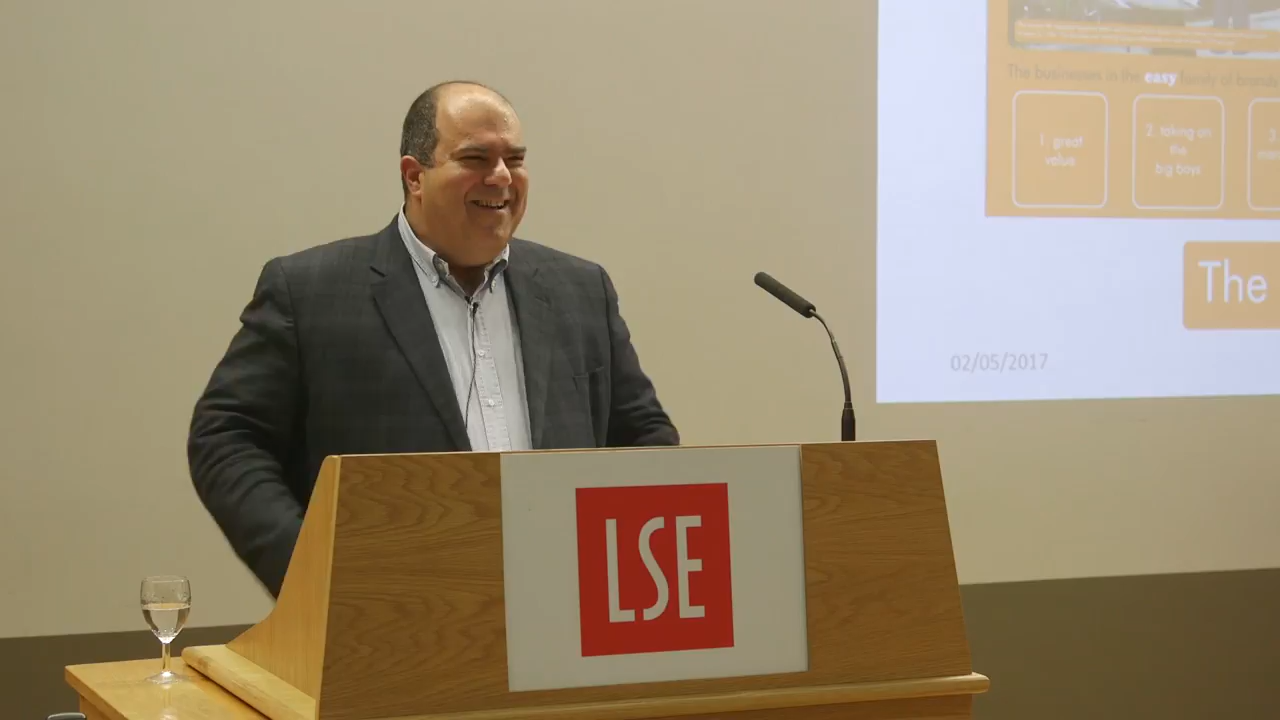 The businesses in the easy family of brands
1. great
value
2. taking on
the
big boys
3
The
02/05/2017
LSE